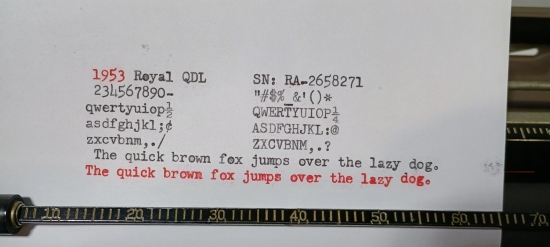 1953 Royal QDL SN: RA-2658271
234567890- "#$%_&'()*
qwertyuiop½ QWERTYUIOP¼
asdfghjkl;¢ ASDFGHJKL:@
zxcvbnm,./ ZXCVBNM,.?
The quick brown fox jumps over the lazy dog.
The quick brown fox jumps over the lazy dog.
10 20 30 40 50 60 70